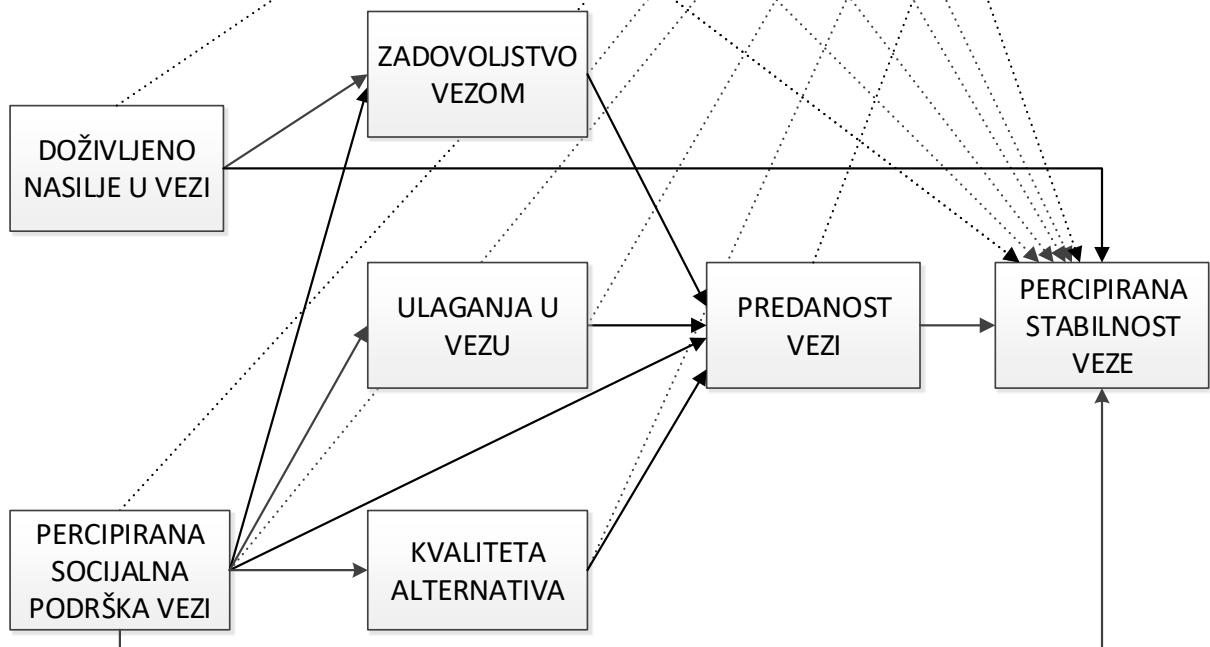 ZADOVOLJSTVO
VEZOM
DOŽIVLJENO
NASILJE U VEZI
ULAGANJA U
VEZU
PREDANOST
VEZI
PERCIPIRANA
STABILNOST
VEZE
PERCIPIRANA
SOCIJALNA
PODRŠKA VEZI
KVALITETA
ALTERNATIVA